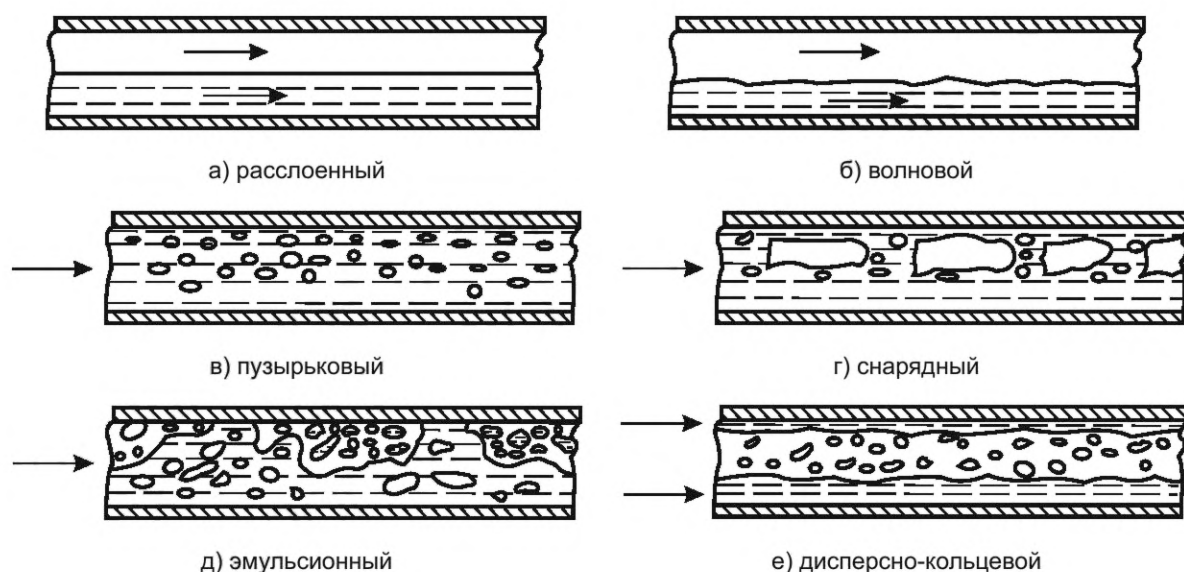 а) расслоенный
б) волновой
в) пузырьковый
г) снарядный
д) эмульсионный
е) дисперсно-кольцевой